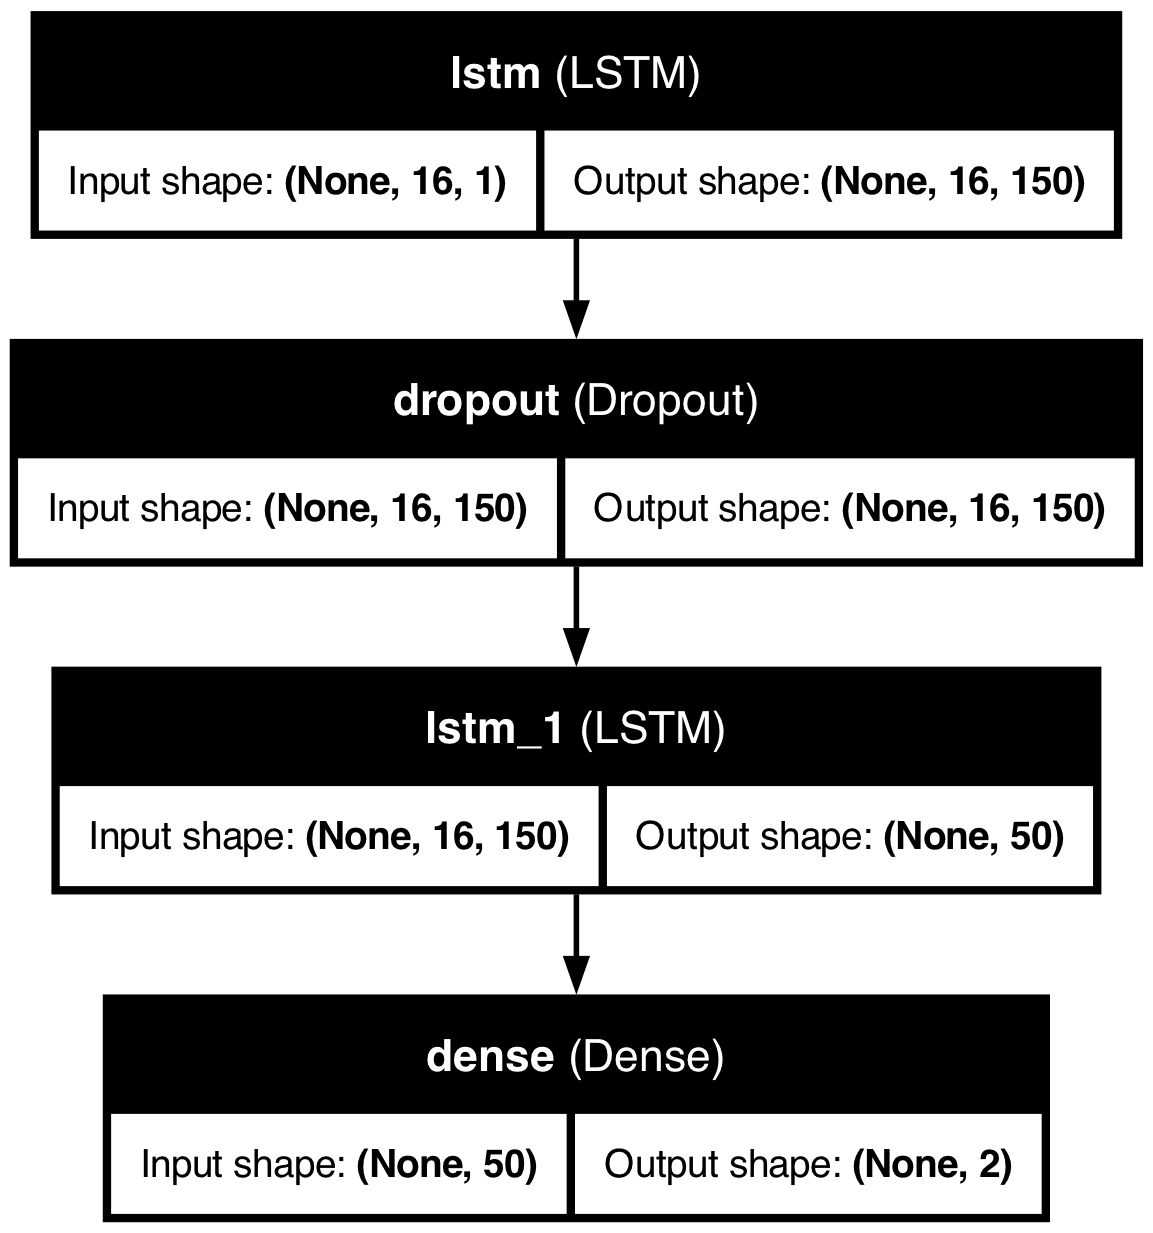 lstm (LSTM)
Input shape: (None, 16, 1) Output shape: (None, 16, 150)
dropout (Dropout)
Input shape: (None, 16, 150) Output shape: (None, 16, 150)
lstm_1 (LSTM)
Input shape: (None, 16, 150) Output shape: (None, 50)
dense (Dense)
Input shape: (None, 50) Output shape: (None, 2)